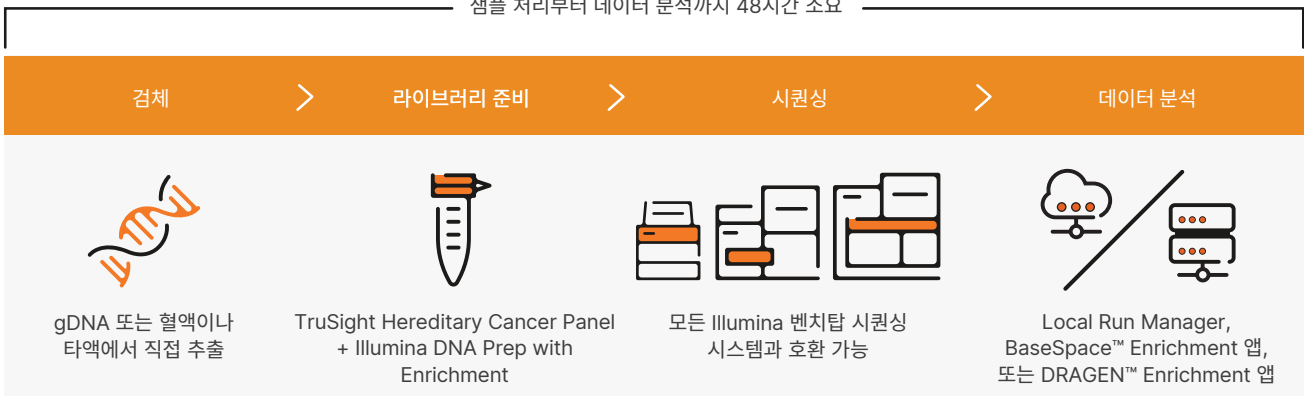 샘플 처리부터 데이터 분석까지 48시간 소요
검체
라이브러리 준비
시퀀싱
데이터 분석
gDNA 또는 혈액이나
타액에서 직접 추출
TruSight Hereditary Cancer Panel
+ Illumina DNA Prep with
Enrichment
모든 Illumina 벤치탑 시퀀싱
시스템과 호환 가능
Local Run Manager,
BaseSpace™ Enrichment 앱,
또는 DRAGEN™ Enrichment 앱